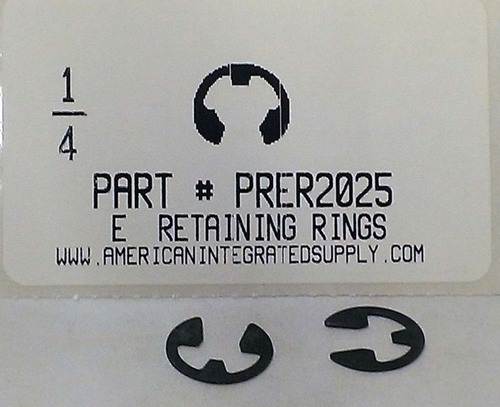 1
4
PART # PRER2025
E RETAINING RINGS
WWW.AMERICANINTEGRATEDSUPPLY.COM